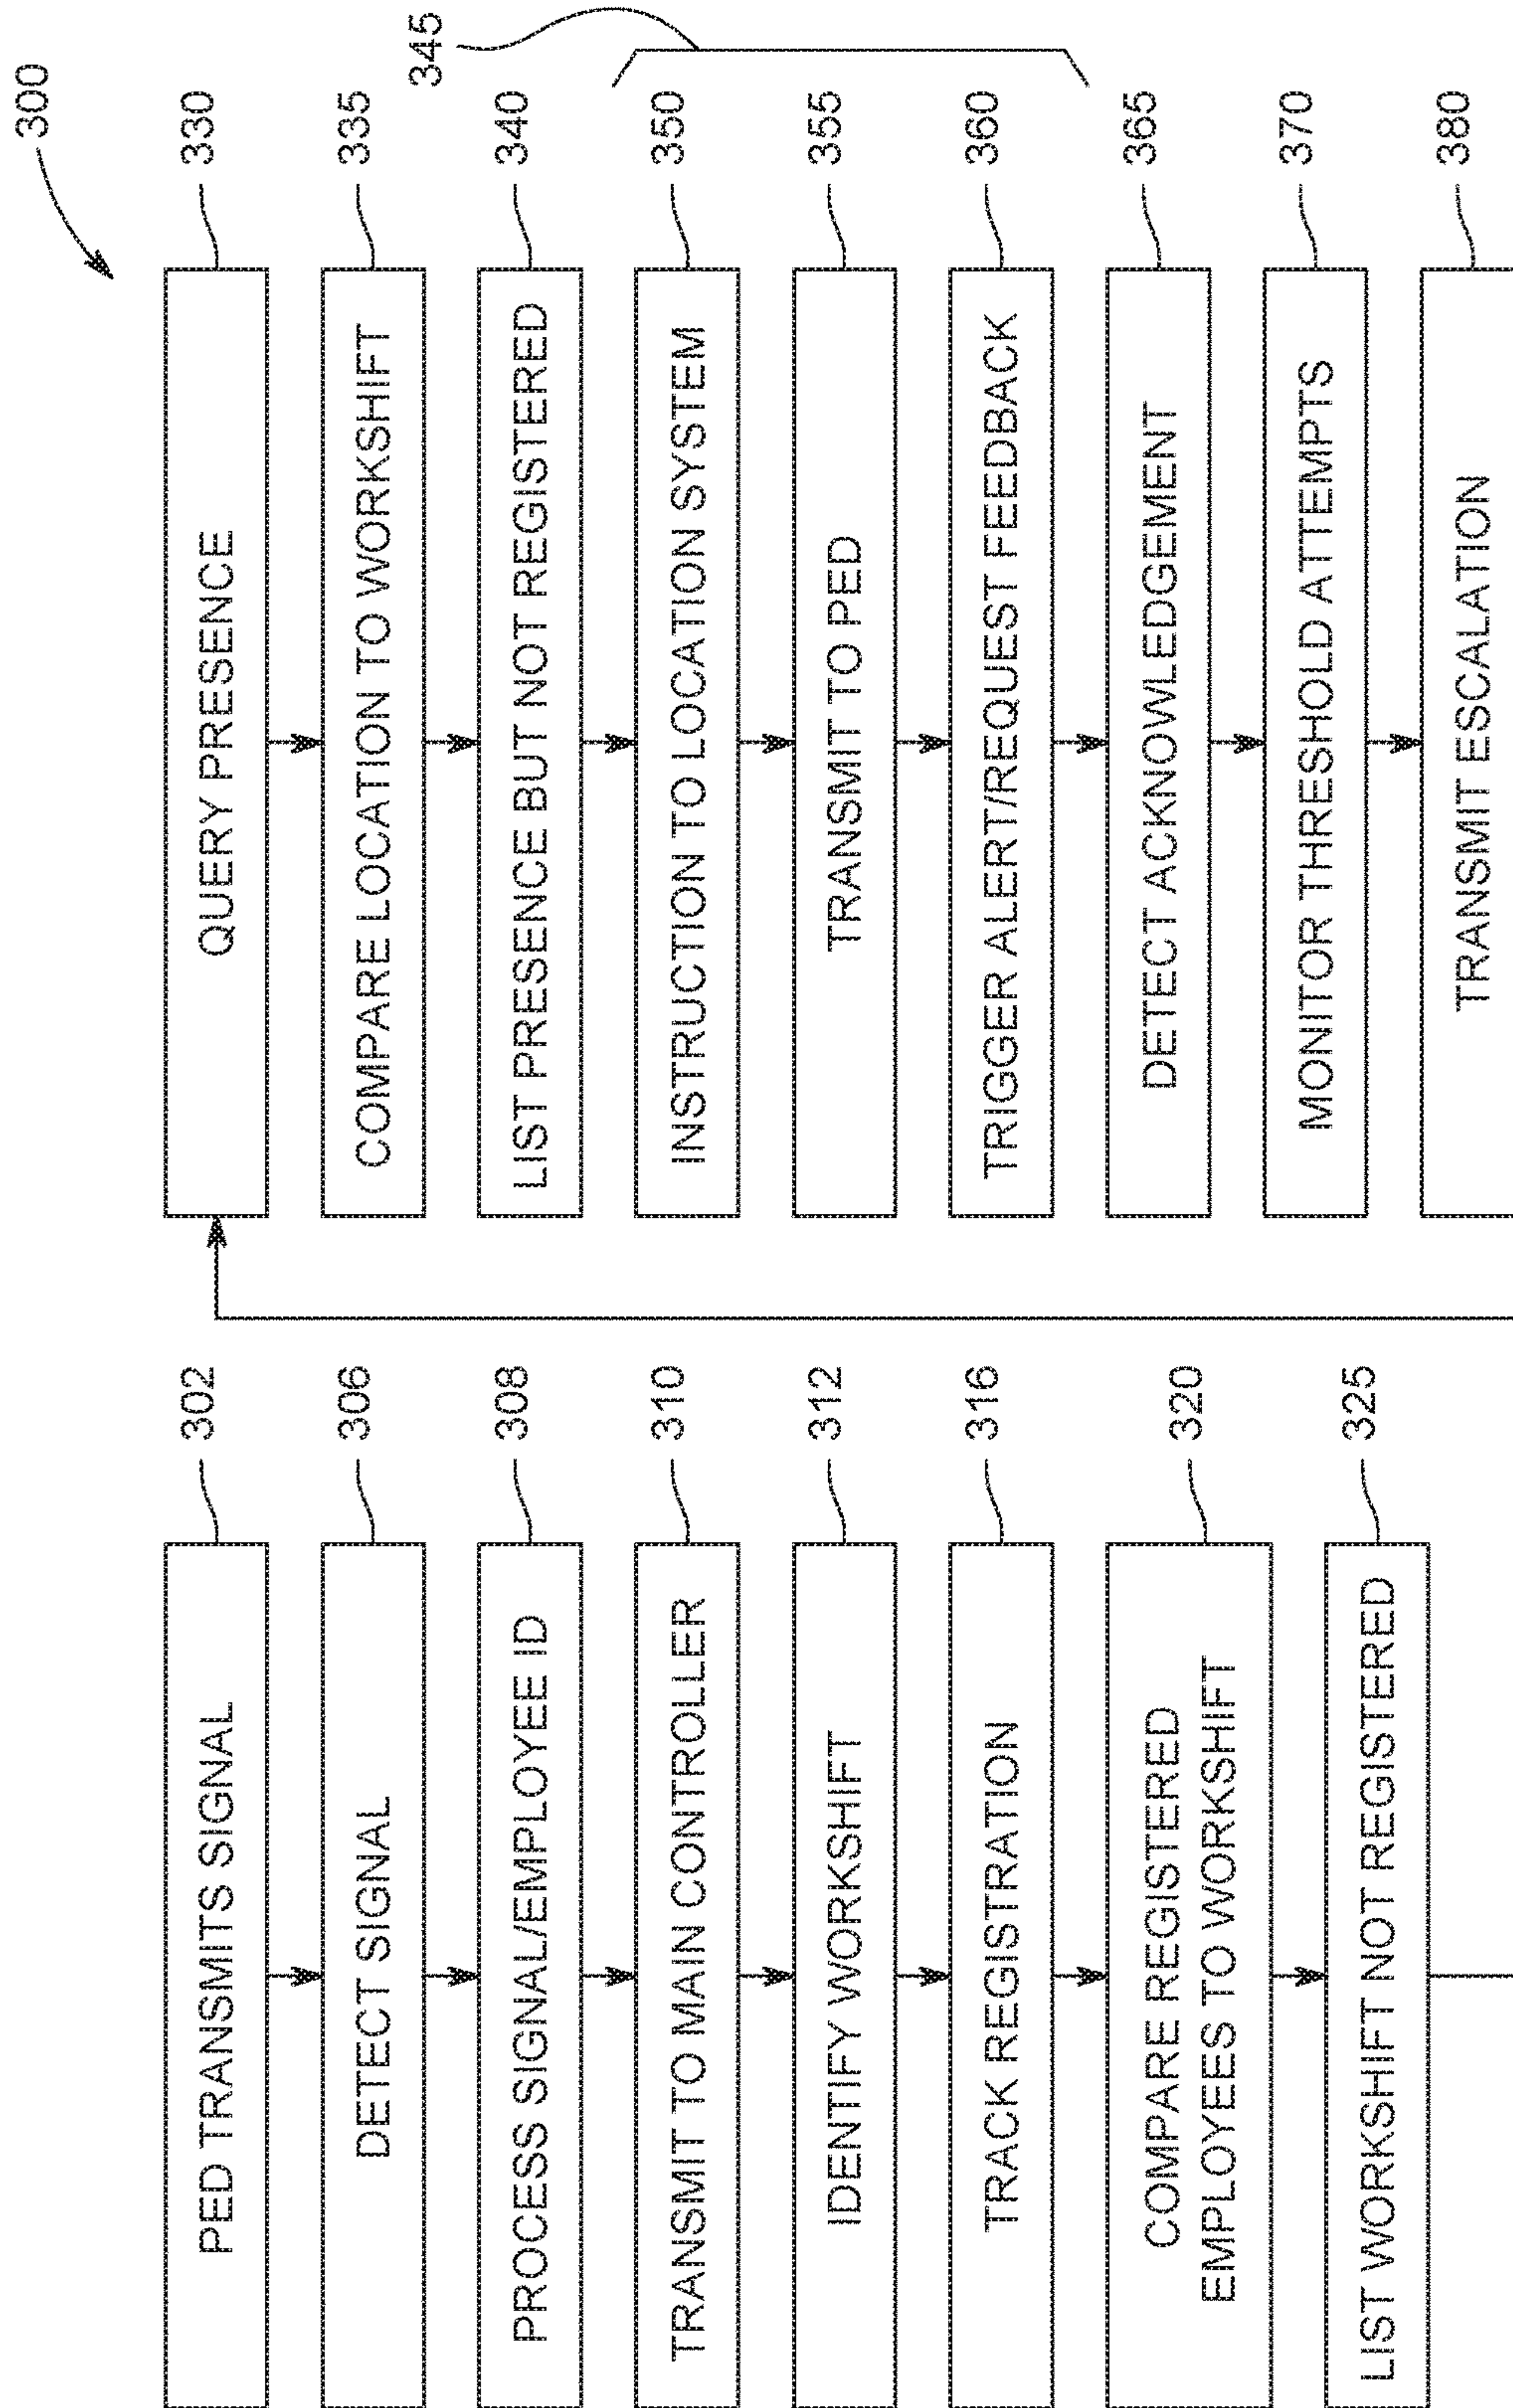 300
PED TRANSMITS SIGNAL
302
DETECT SIGNAL
306
PROCESS SIGNAL/EMPLOYEE ID
308
TRANSMIT TO MAIN CONTROLLER
310
IDENTIFY WORKSHIFT
312
TRACK REGISTRATION
316
COMPARE REGISTERED
EMPLOYEES TO WORKSHIFT
320
LIST WORKSHIFT NOT REGISTERED
325
QUERY PRESENCE
330
COMPARE LOCATION TO WORKSHIFT
335
LIST PRESENCE BUT NOT REGISTERED
340
345
INSTRUCTION TO LOCATION SYSTEM
350
TRANSMIT TO PED
355
TRIGGER ALERT/REQUEST FEEDBACK
360
DETECT ACKNOWLEDGEMENT
365
MONITOR THRESHOLD ATTEMPTS
370
TRANSMIT ESCALATION
380